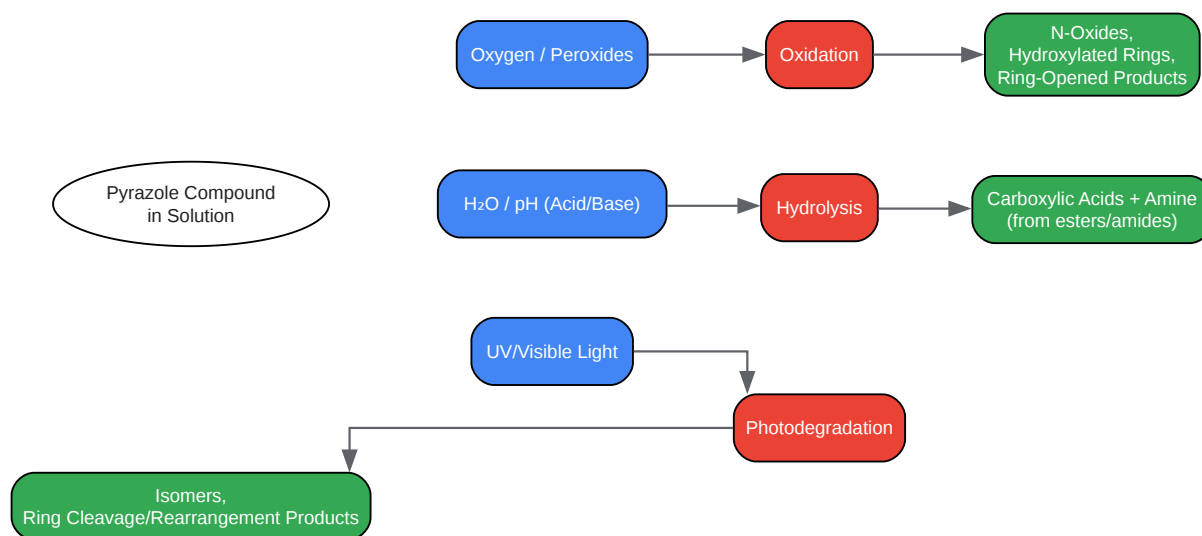 Oxygen / Peroxides
Oxidation
N-Oxides,
Hydroxylated Rings,
Ring-Opened Products
Pyrazole Compound
in Solution
H₂O / pH (Acid/Base)
Hydrolysis
Carboxylic Acids + Amine
(from esters/amides)
UV/Visible Light
Photodegradation
Isomers,
Ring Cleavage/Rearrangement Products